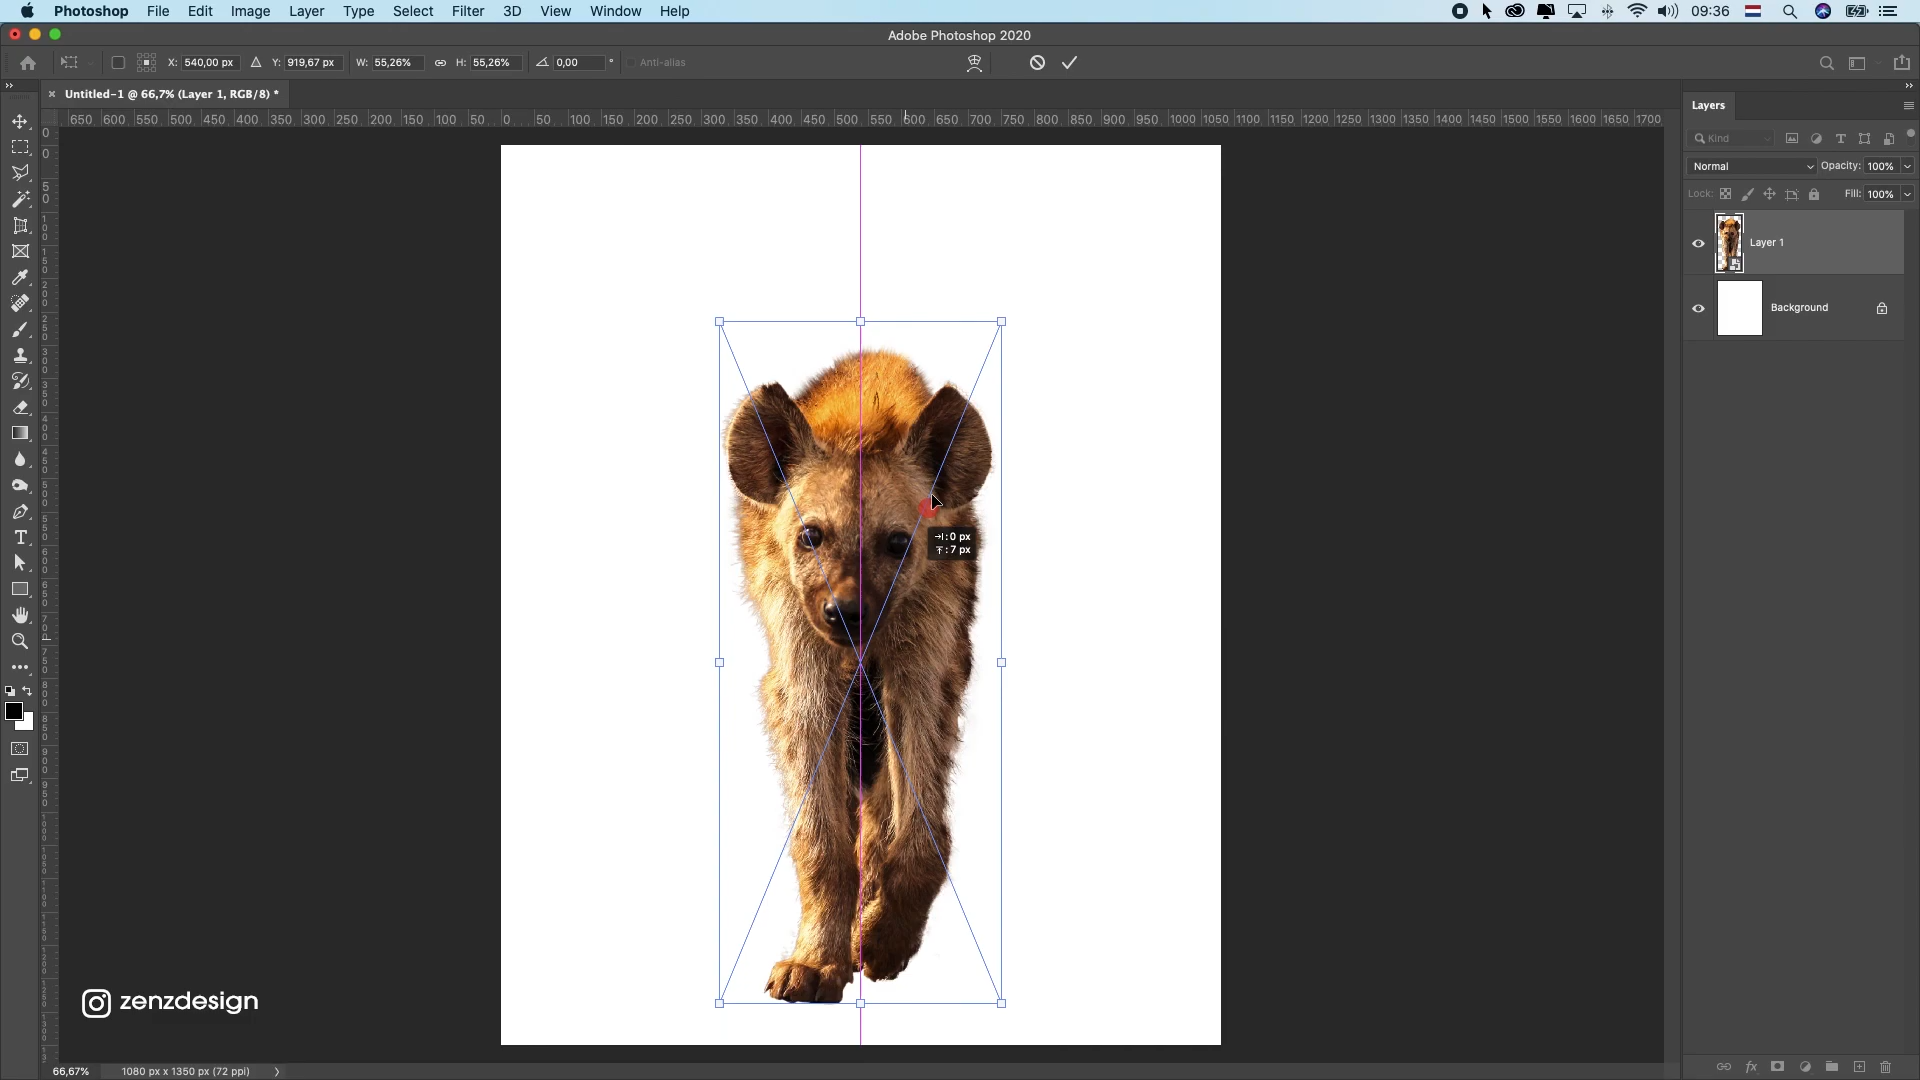 Photoshop File Edit Image Layer Type Select Filter 3D View Window Help 09:36
Adobe Photoshop 2020
X: 540,00 px Y: 919,67 px W: 55,26% H: 55,26% 0,00 ° Anti-alias
Untitled-1 @ 66,7% (Layer 1, RGB/8) *
650 600 550 500 450 400 350 300 250 200 150 100 50 0 50 100 150 200 250 300 350 400 450 500 550 600 650 700 750 800 850 900 950 1000 1050 1100 1150 1200 1250 1300 1350 1400 1450 1500 1550 1600 1650 1700
Layers
Kind
Normal Opacity: 100%
Lock: Fill: 100%
Layer 1
Background
:0 px
:7 px
zenzdesign
66,67% 1080 px x 1350 px (72 ppi)